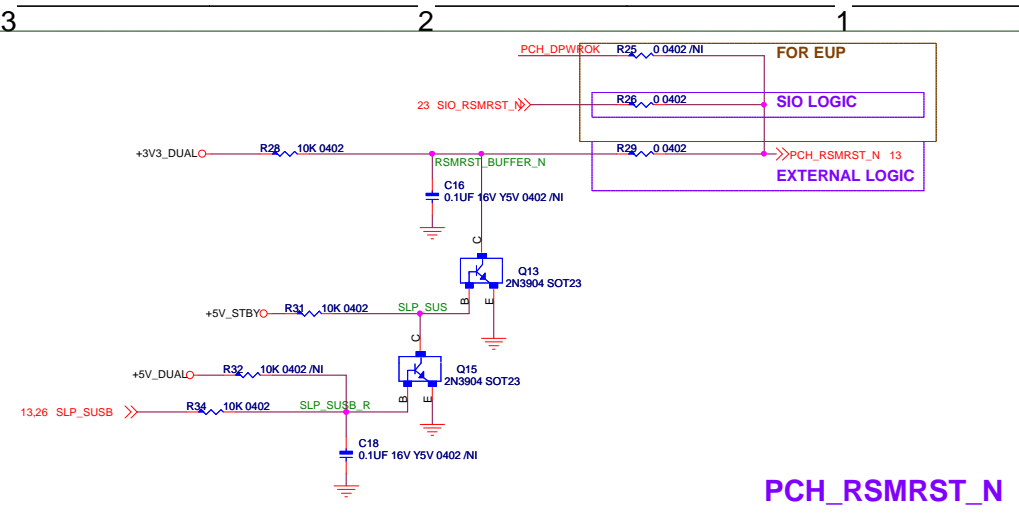 3 2 1
PCH_DPWROK R25 0 0402 /NI FOR EUP
23 SIO_RSMRST_N R26 0 0402 SIO LOGIC
+3V3_DUAL R28 10K 0402 R29 0 0402 PCH_RSMRST_N 13
RSMRST_BUFFER_N
EXTERNAL LOGIC
C16
0.1UF 16V Y5V 0402 /NI
C
Q13
2N3904 SOT23
B E
+5V_STBY R31 10K 0402 SLP_SUS
C
Q15
2N3904 SOT23
+5V_DUAL R32 10K 0402 /NI
B E
13,26 SLP_SUSB R34 10K 0402 SLP_SUSB_R
C18
0.1UF 16V Y5V 0402 /NI
PCH_RSMRST_N